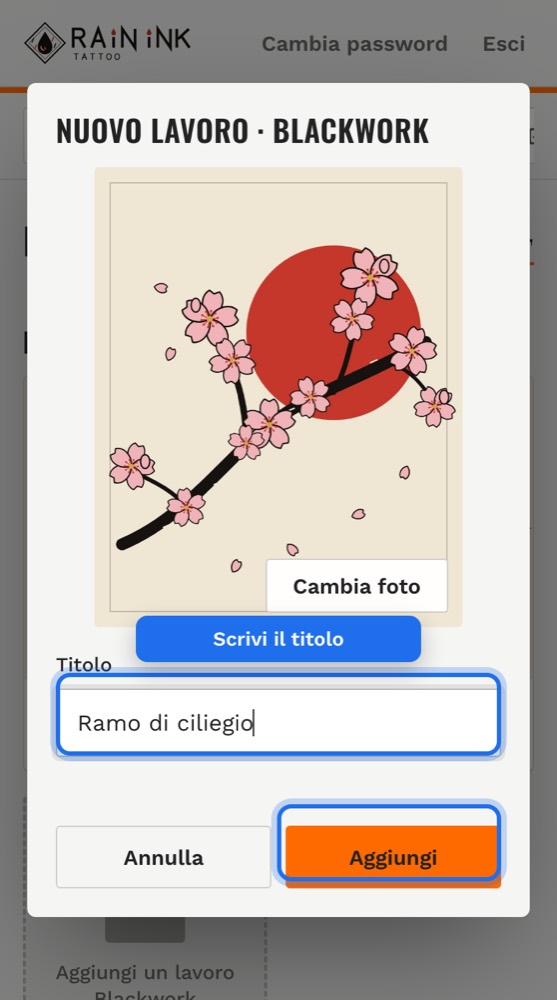 RAiN iNK
TATTOO
Cambia password
Esci
NUOVO LAVORO · BLACKWORK
Cambia foto
Scrivi il titolo
Titolo
Ramo di ciliegio
Annulla
Aggiungi
Aggiungi un lavoro
Blackwork